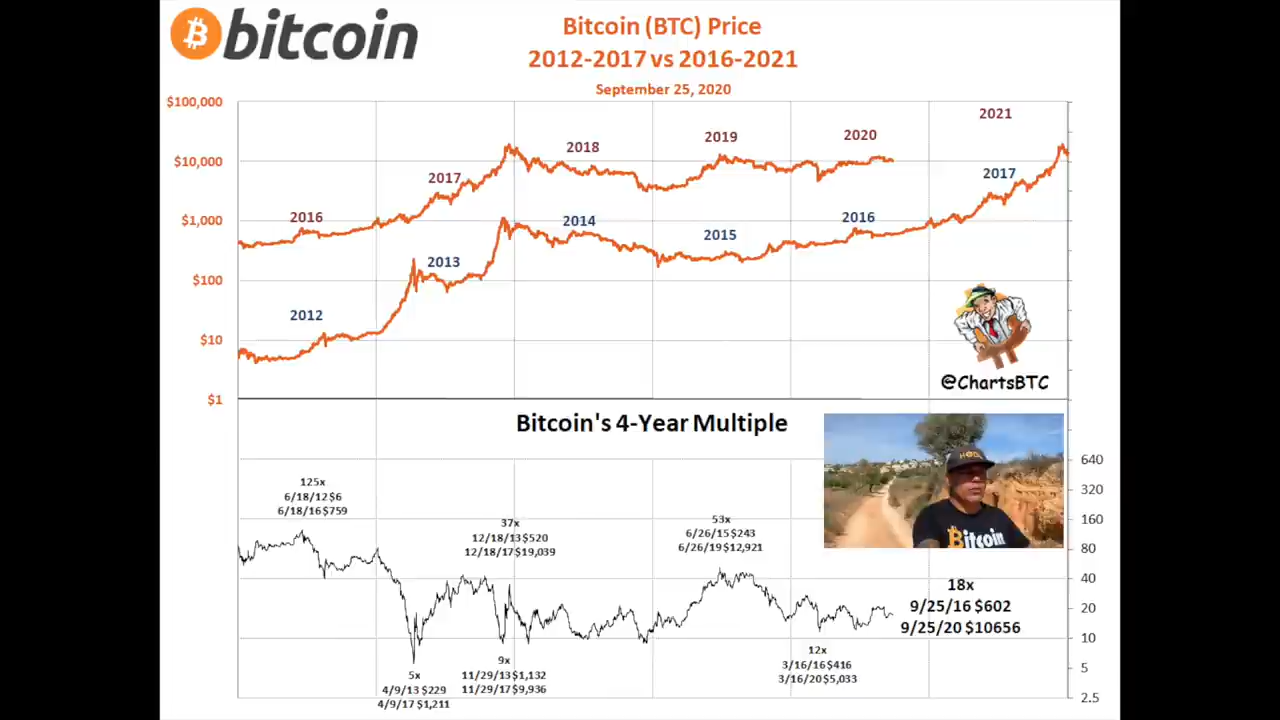 bitcoin
Bitcoin (BTC) Price
2012-2017 vs 2016-2021
September 25, 2020
$100,000
$10,000
$1,000
$100
$10
$1
2016
2017
2018
2019
2020
2021
2012
2013
2014
2015
2016
2017
@ChartsBTC
Bitcoin's 4-Year Multiple
640
320
160
80
40
20
10
5
2.5
125x
6/18/12 $6
6/18/16 $759
37x
12/18/13 $520
12/18/17 $19,039
53x
6/26/15 $243
6/26/19 $12,921
18x
9/25/16 $602
9/25/20 $10656
5x
4/9/13 $229
4/9/17 $1,211
9x
11/29/13 $1,132
11/29/17 $9,936
12x
3/16/16 $416
3/16/20 $5,033
HODL
Bitcoin